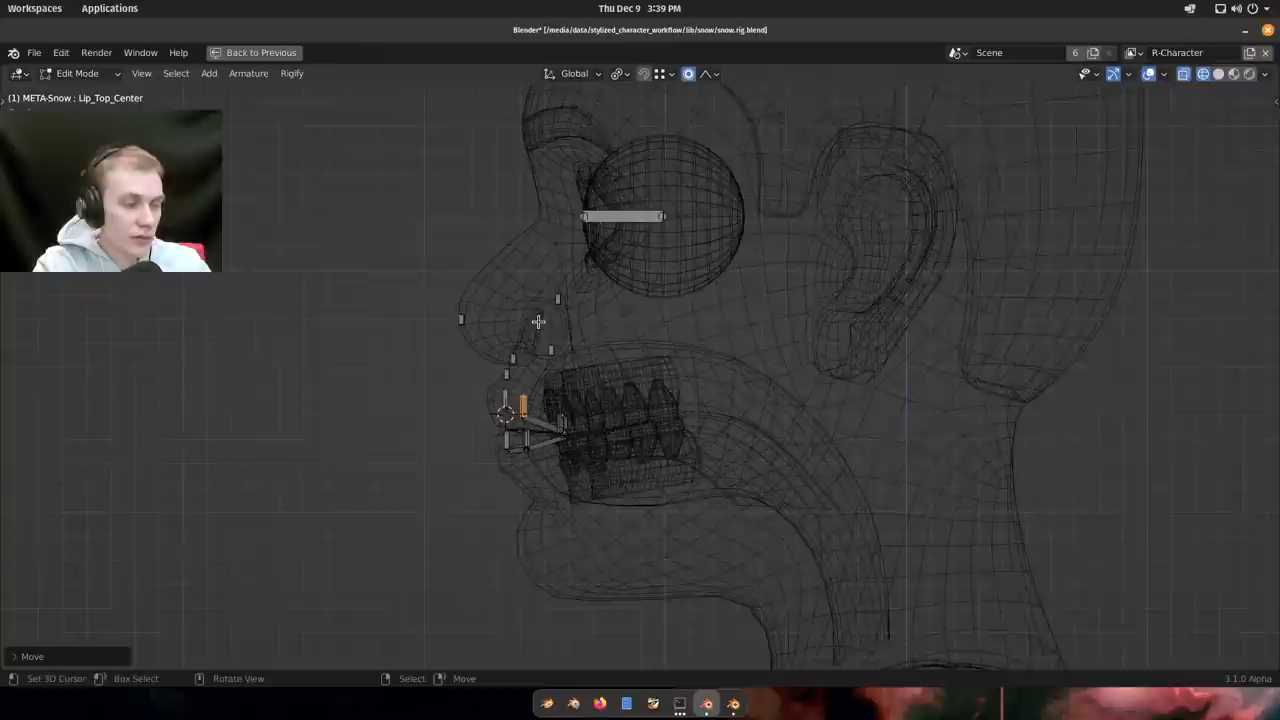 Workspaces Applications Thu Dec 9 3:39 PM
Blender* [/media/data/stylized_character_workflow/lib/snow/snow.rig.blend]
File Edit Render Window Help Back to Previous Scene 6 R-Character
Edit Mode View Select Add Armature Rigify Global
(1) META-Snow : Lip_Top_Center
Move
Set 3D Cursor Box Select Rotate View Select Move 3.1.0 Alpha